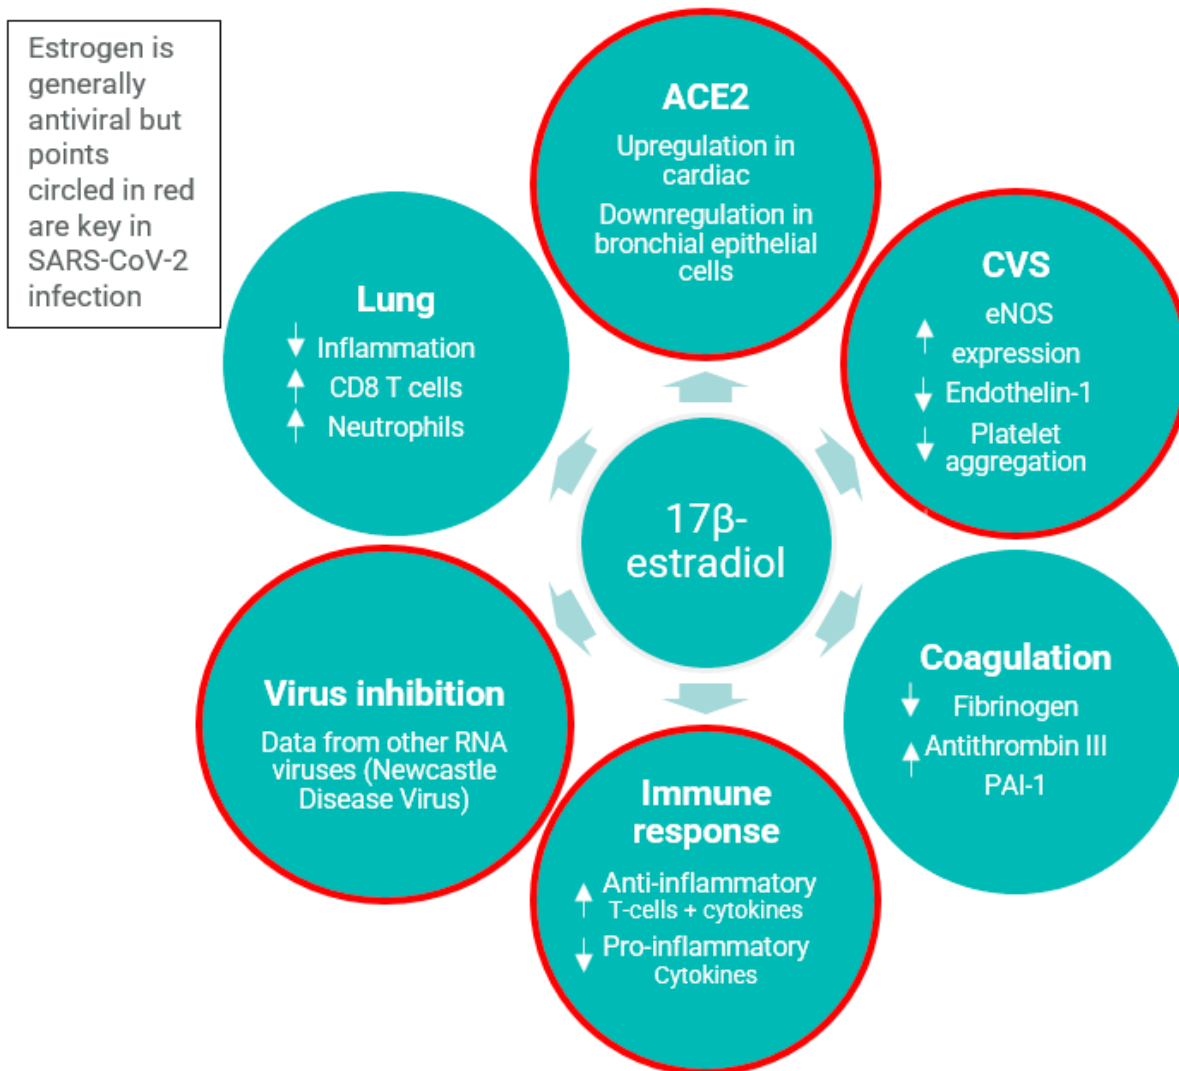 Estrogen is
generally
antiviral but
points
circled in red
are key in
SARS-CoV-2
infection
ACE2
Upregulation in
cardiac
Downregulation in
bronchial epithelial
cells
CVS
↑ eNOS
expression
↓ Endothelin-1
↓ Platelet
aggregation
Coagulation
↓ Fibrinogen
↑ Antithrombin III
PAI-1
Immune
response
↑ Anti-inflammatory
T-cells + cytokines
↓ Pro-inflammatory
Cytokines
Virus inhibition
Data from other RNA
viruses (Newcastle
Disease Virus)
Lung
↓ Inflammation
↑ CD8 T cells
↑ Neutrophils
17β-
estradiol